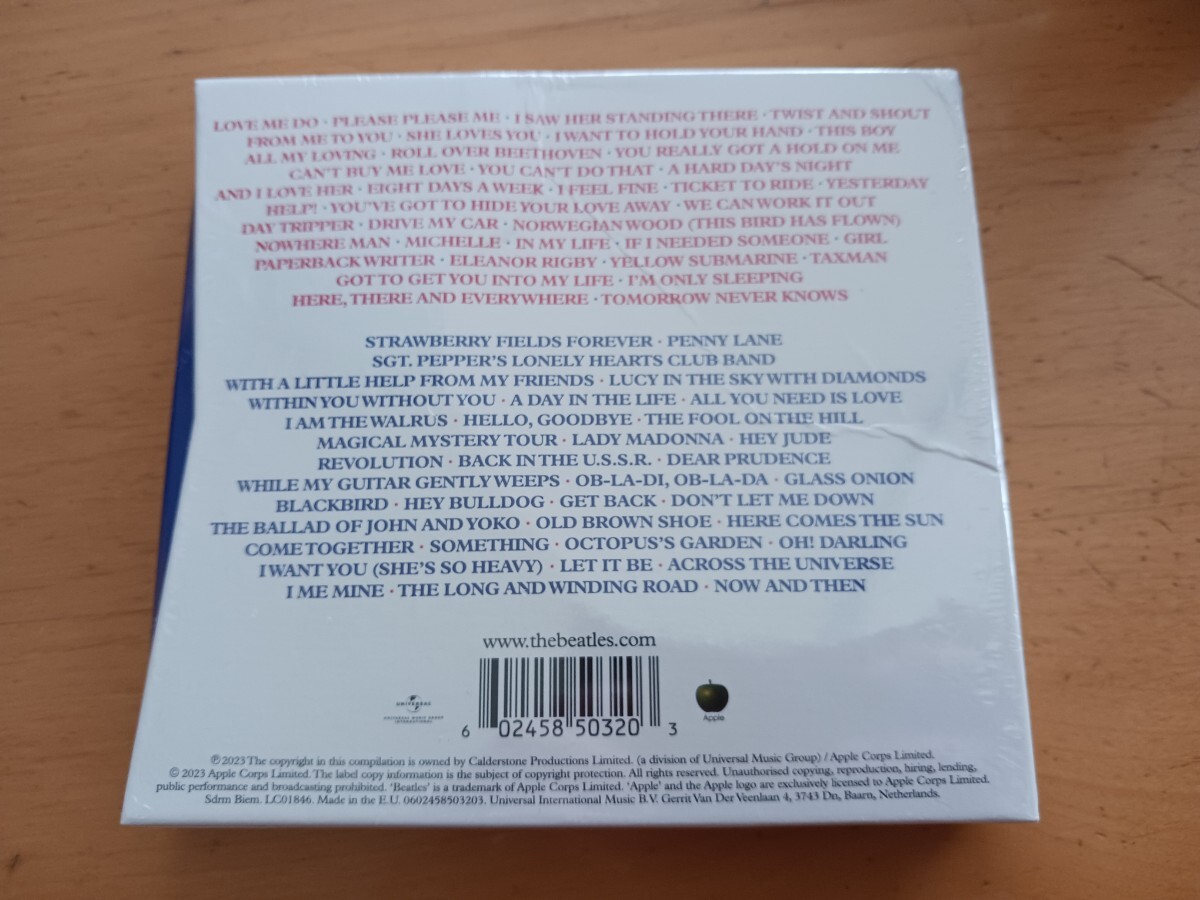 LOVE ME DO · PLEASE PLEASE ME · I SAW HER STANDING THERE · TWIST AND SHOUT
FROM ME TO YOU · SHE LOVES YOU · I WANT TO HOLD YOUR HAND · THIS BOY
ALL MY LOVING · ROLL OVER BEETHOVEN · YOU REALLY GOT A HOLD ON ME
CAN'T BUY ME LOVE · YOU CAN'T DO THAT · A HARD DAY'S NIGHT
AND I LOVE HER · EIGHT DAYS A WEEK · I FEEL FINE · TICKET TO RIDE · YESTERDAY
HELP! · YOU'VE GOT TO HIDE YOUR LOVE AWAY · WE CAN WORK IT OUT
DAY TRIPPER · DRIVE MY CAR · NORWEGIAN WOOD (THIS BIRD HAS FLOWN)
NOWHERE MAN · MICHELLE · IN MY LIFE · IF I NEEDED SOMEONE · GIRL
PAPERBACK WRITER · ELEANOR RIGBY · YELLOW SUBMARINE · TAXMAN
GOT TO GET YOU INTO MY LIFE · I'M ONLY SLEEPING
HERE, THERE AND EVERYWHERE · TOMORROW NEVER KNOWS
STRAWBERRY FIELDS FOREVER · PENNY LANE
SGT. PEPPER'S LONELY HEARTS CLUB BAND
WITH A LITTLE HELP FROM MY FRIENDS · LUCY IN THE SKY WITH DIAMONDS
WITHIN YOU WITHOUT YOU · A DAY IN THE LIFE · ALL YOU NEED IS LOVE
I AM THE WALRUS · HELLO, GOODBYE · THE FOOL ON THE HILL
MAGICAL MYSTERY TOUR · LADY MADONNA · HEY JUDE
REVOLUTION · BACK IN THE U.S.S.R. · DEAR PRUDENCE
WHILE MY GUITAR GENTLY WEEPS · OB-LA-DI, OB-LA-DA · GLASS ONION
BLACKBIRD · HEY BULLDOG · GET BACK · DON'T LET ME DOWN
THE BALLAD OF JOHN AND YOKO · OLD BROWN SHOE · HERE COMES THE SUN
COME TOGETHER · SOMETHING · OCTOPUS'S GARDEN · OH! DARLING
I WANT YOU (SHE'S SO HEAVY) · LET IT BE · ACROSS THE UNIVERSE
I ME MINE · THE LONG AND WINDING ROAD · NOW AND THEN
www.thebeatles.com
UNIVERSAL
UNIVERSAL MUSIC GROUP
INTERNATIONAL
6 02458 50320 3
Apple
℗ 2023 The copyright in this compilation is owned by Calderstone Productions Limited. (a division of Universal Music Group) / Apple Corps Limited.
© 2023 Apple Corps Limited. The label copy information is the subject of copyright protection. All rights reserved. Unauthorised copying, reproduction, hiring, lending,
public performance and broadcasting prohibited. 'Beatles' is a trademark of Apple Corps Limited. 'Apple' and the Apple logo are exclusively licensed to Apple Corps Limited.
Sdrm Biem. LC01846. Made in the E.U. 0602458503203. Universal International Music B.V. Gerrit Van Der Veenlaan 4, 3743 Dn, Baarn, Netherlands.